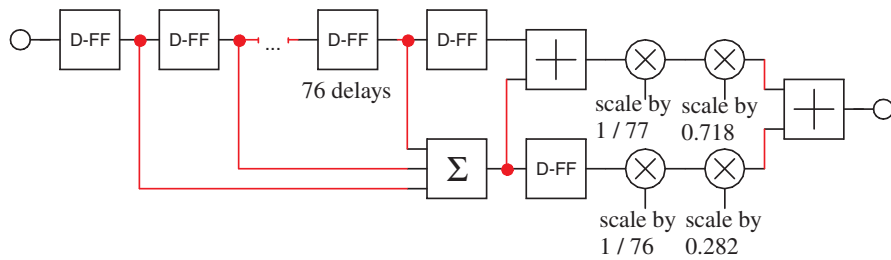 D-FF
D-FF
...
D-FF
D-FF
76 delays
+
scale by
1 / 77
scale by
0.718
+
Σ
D-FF
scale by
1 / 76
scale by
0.282